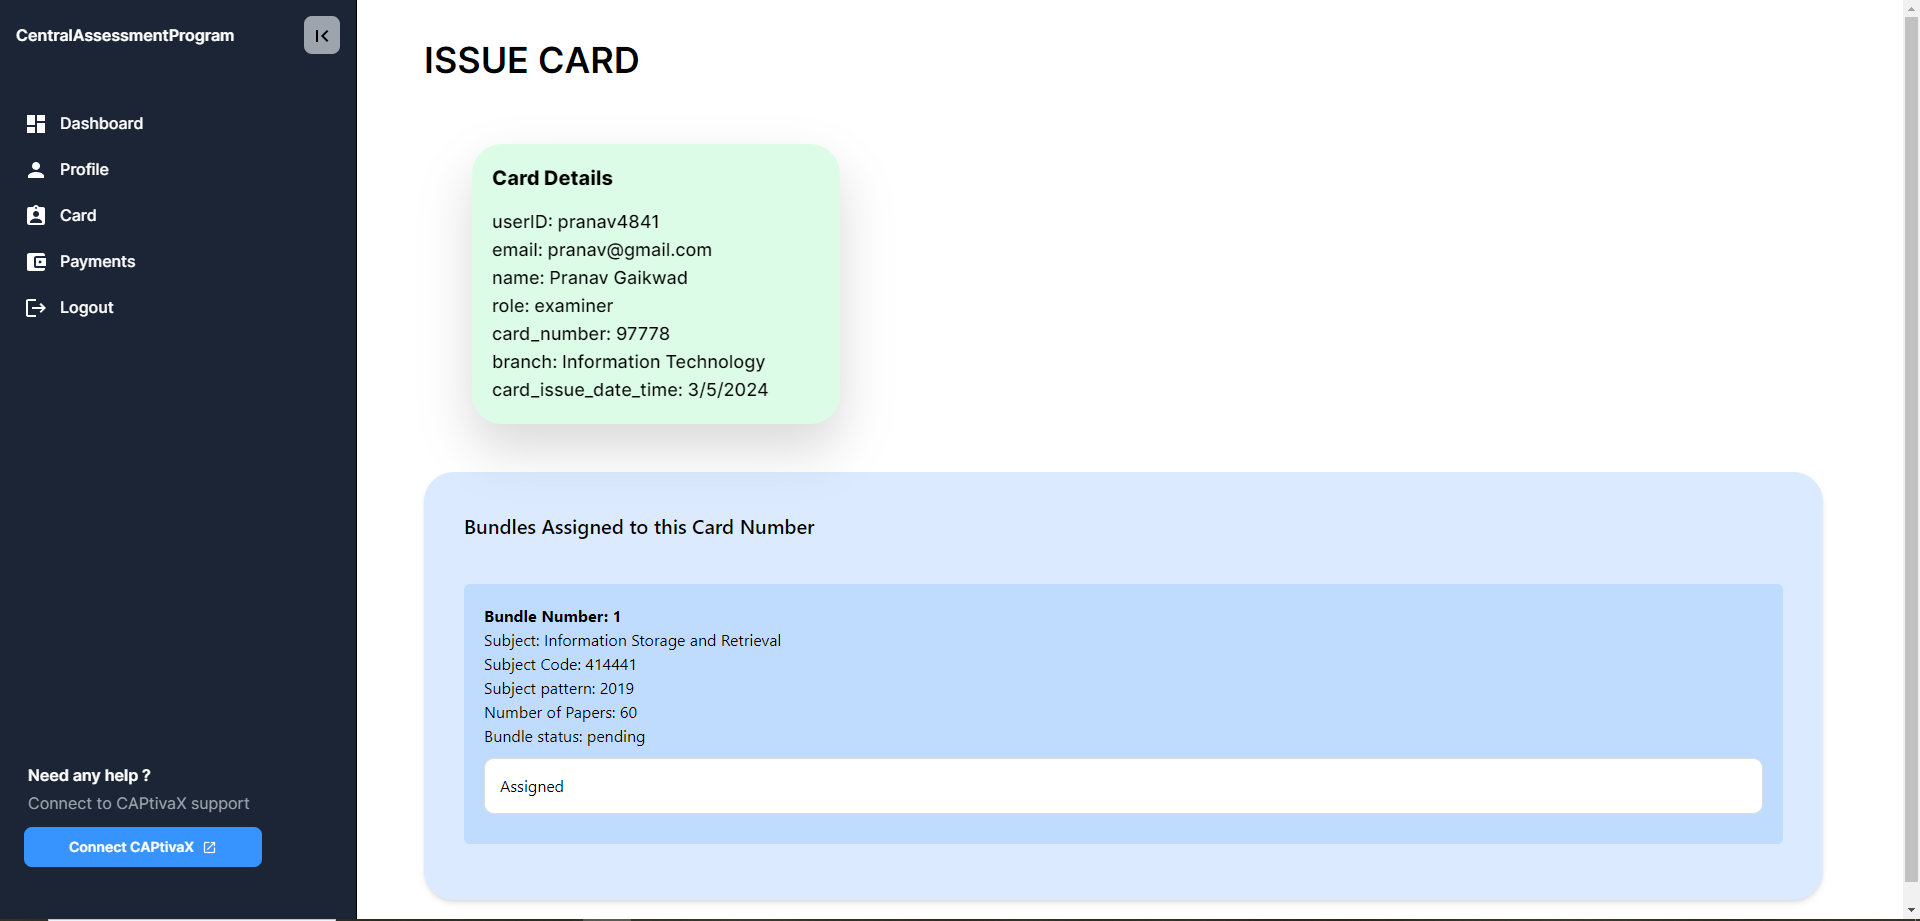 CentralAssessmentProgram
Dashboard
Profile
Card
Payments
Logout
Need any help ?
Connect to CAPtivaX support
Connect CAPtivaX
ISSUE CARD
Card Details
userID: pranav4841
email: pranav@gmail.com
name: Pranav Gaikwad
role: examiner
card_number: 97778
branch: Information Technology
card_issue_date_time: 3/5/2024
Bundles Assigned to this Card Number
Bundle Number: 1
Subject: Information Storage and Retrieval
Subject Code: 414441
Subject pattern: 2019
Number of Papers: 60
Bundle status: pending
Assigned